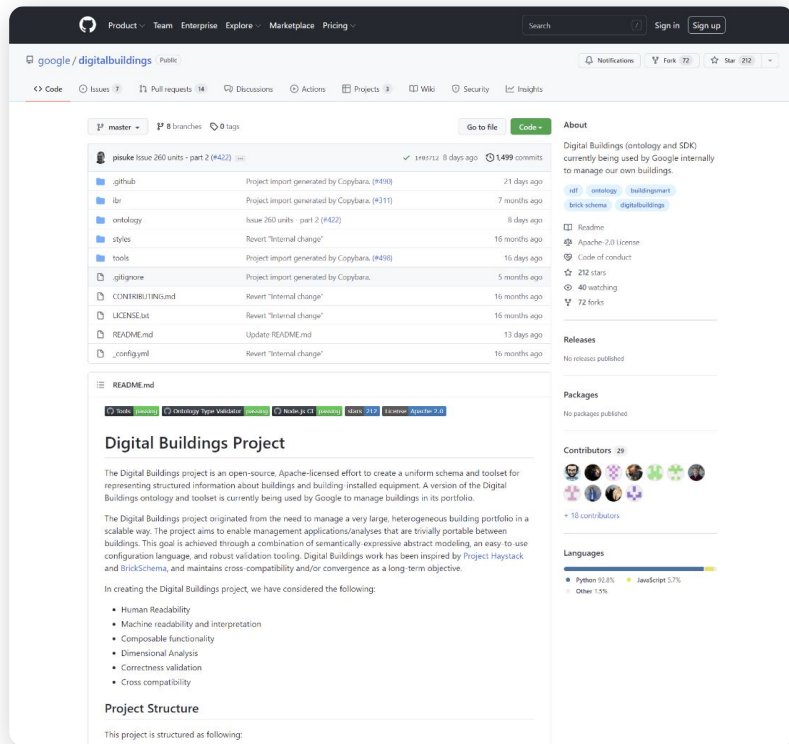 Product Team Enterprise Explore Marketplace Pricing Search / Sign in Sign up
google / digitalbuildings Public
Notifications Fork 72 Star 212
Code Issues 7 Pull requests 14 Discussions Actions Projects 3 Wiki Security Insights
master 8 branches 0 tags Go to file Code
pisuke Issue 260 units - part 2 (#422) ... 8 days ago 1,499 commits
.github Project import generated by Copybara. (#490) 21 days ago
ibr Project import generated by Copybara. (#311) 7 months ago
ontology Issue 260 units - part 2 (#422) 8 days ago
styles Revert "Internal change" 16 months ago
tools Project import generated by Copybara. (#498) 16 days ago
.gitignore Project import generated by Copybara. 5 months ago
CONTRIBUTING.md Revert "Internal change" 16 months ago
LICENSE.txt Revert "Internal change" 16 months ago
README.md Update README.md 13 days ago
_config.yml Revert "Internal change" 16 months ago
README.md
Tools passing Ontology Type Validator passing Node.js CI passing stars 212 License Apache 2.0
Digital Buildings Project
The Digital Buildings project is an open-source, Apache-licensed effort to create a uniform schema and toolset for
representing structured information about buildings and building-installed equipment. A version of the Digital
Buildings ontology and toolset is currently being used by Google to manage buildings in its portfolio.
The Digital Buildings project originated from the need to manage a very large, heterogeneous building portfolio in a
scalable way. The project aims to enable management applications/analyses that are trivially portable between
buildings. This goal is achieved through a combination of semantically-expressive abstract modeling, an easy-to-use
configuration language, and robust validation tooling. Digital Buildings work has been inspired by Project Haystack
and BrickSchema, and maintains cross-compatibility and/or convergence as a long-term objective.
In creating the Digital Buildings project, we have considered the following:
• Human Readability
• Machine readability and interpretation
• Composable functionality
• Dimensional Analysis
• Correctness validation
• Cross compatibility
Project Structure
This project is structured as following:
About
Digital Buildings (ontology and SDK)
currently being used by Google internally
to manage our own buildings.
rdf ontology buildingsmart
brick-schema digitalbuildings
Readme
Apache-2.0 License
Code of conduct
212 stars
40 watching
72 forks
Releases
No releases published
Packages
No packages published
Contributors 29
+ 18 contributors
Languages
Python 92.8% JavaScript 5.7%
Other 1.5%